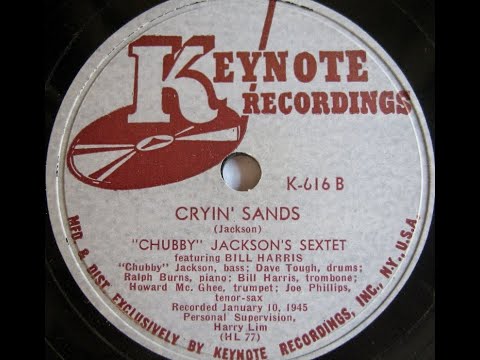 KEYNOTE
RECORDINGS
K-616 B
CRYIN' SANDS
(Jackson)
"CHUBBY" JACKSON'S SEXTET
featuring BILL HARRIS
"Chubby" Jackson, bass; Dave Tough, drums;
Ralph Burns, piano; Bill Harris, trombone;
Howard Mc. Ghee, trumpet; Joe Phillips,
tenor-sax
Recorded January 10, 1945
Personal Supervision,
Harry Lim
(HL 77)
MFD. & DIST. EXCLUSIVELY BY KEYNOTE RECORDINGS, INC., N.Y., U.S.A.